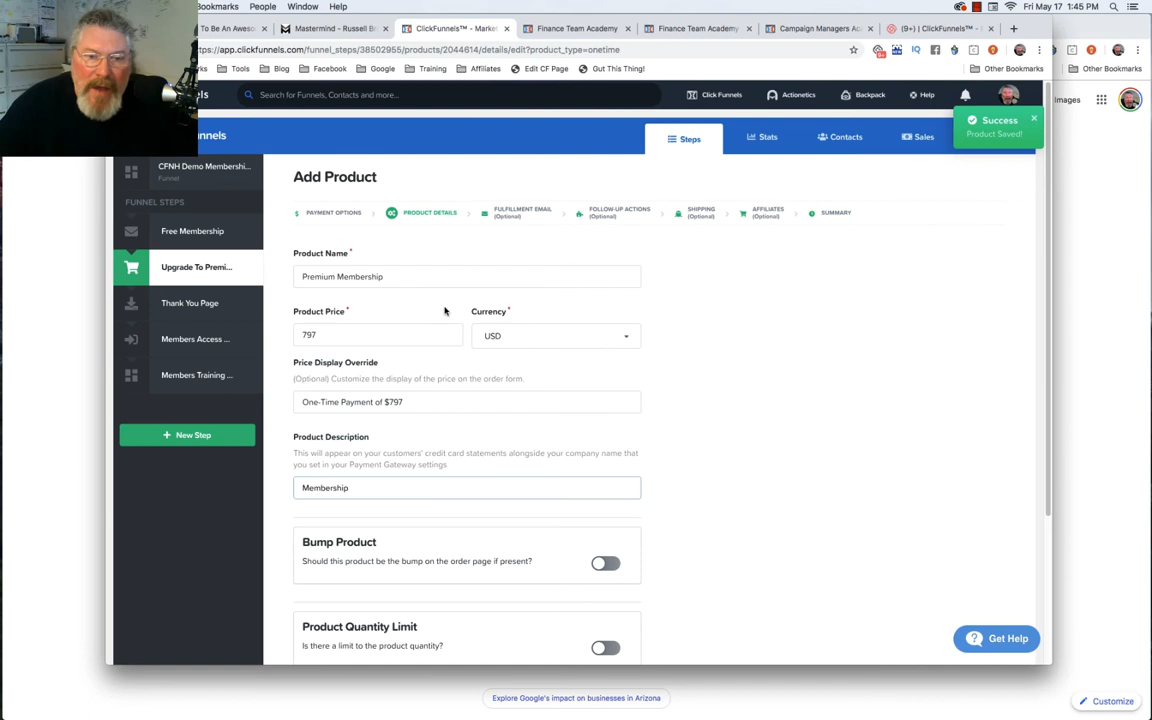 People
Window
Help
Fri May 17 1:45 PM
To Be An Aweso
Mastermind - Russell Br
ClickFunnels™ - Marke
Finance Team Academy
Finance Team Academy
Campaign Managers Ac
(9+) | ClickFunnels™ -
https://app.clickfunnels.com/funnel_steps/38502955/products/2044614/details/edit?product_type=onetime
Tools
Blog
Facebook
Google
Training
Affiliates
Edit CF Page
Gut This Thing!
Other Bookmarks
Other Bookmarks
Search for Funnels, Contacts and more...
Click Funnels
Actionetics
Backpack
Help
Images
Steps
Stats
Contacts
Sales
Success
Product Saved!
CFNH Demo Membershi...
Funnel
FUNNEL STEPS
Free Membership
Upgrade To Premi...
Thank You Page
Members Access ...
Members Training ...
+ New Step
Add Product
PAYMENT OPTIONS
PRODUCT DETAILS
FULFILLMENT EMAIL
(Optional)
FOLLOW-UP ACTIONS
(Optional)
SHIPPING
(Optional)
AFFILIATES
(Optional)
SUMMARY
Product Name *
Premium Membership
Product Price *
Currency *
797
USD
Price Display Override
(Optional) Customize the display of the price on the order form.
One-Time Payment of $797
Product Description
This will appear on your customers' credit card statements alongside your company name that
you set in your Payment Gateway settings
Membership
Bump Product
Should this product be the bump on the order page if present?
Product Quantity Limit
Is there a limit to the product quantity?
Get Help
Explore Google's impact on businesses in Arizona
Customize